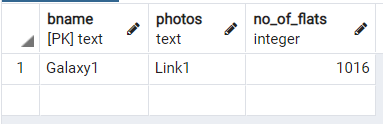 bname photos no_of_flats
[PK] text text integer
1 Galaxy1 Link1 1016